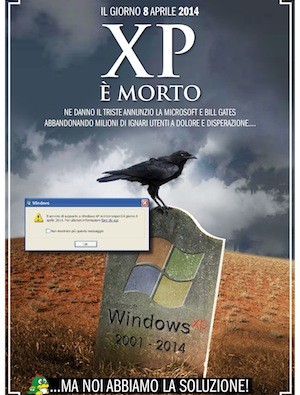 IL GIORNO 8 APRILE 2014
XP
È MORTO
NE DANNO IL TRISTE ANNUNZIO LA MICROSOFT E BILL GATES
ABBANDONANDO MILIONI DI IGNARI UTENTI A DOLORE E DISPERAZIONE....
Windows
Windows xp
2001 - 2014
...MA NOI ABBIAMO LA SOLUZIONE!